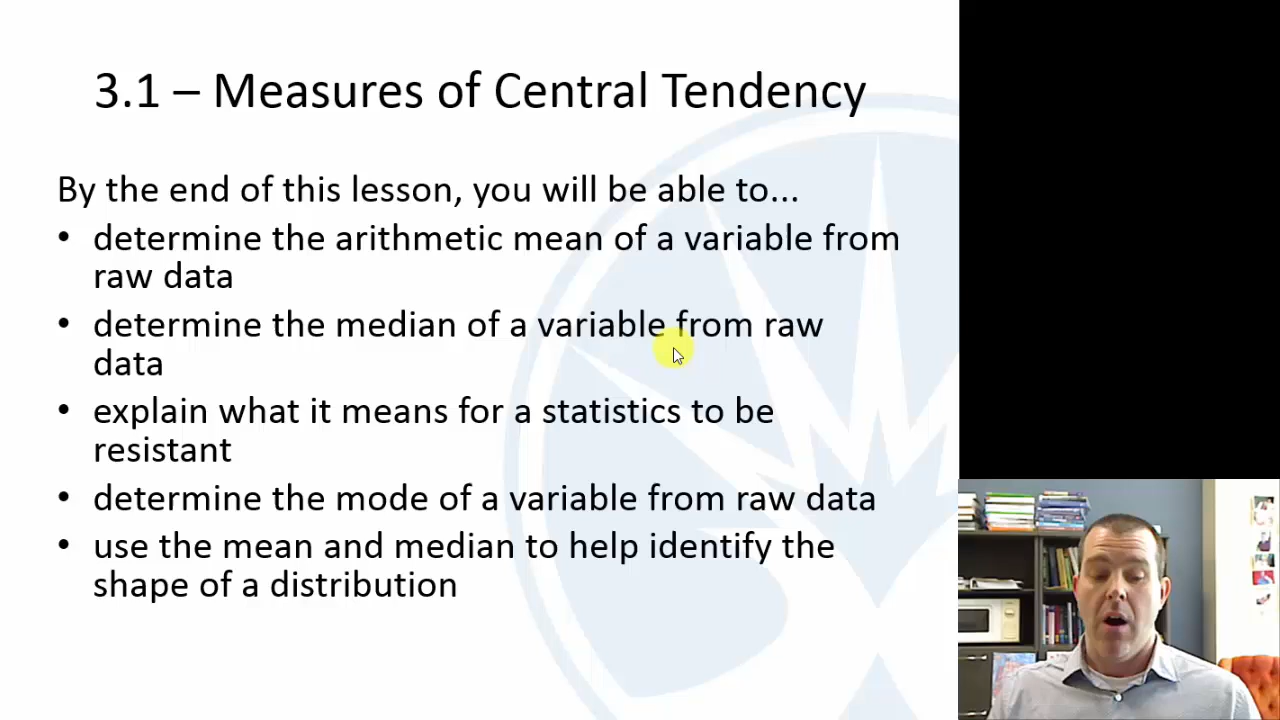 3.1 – Measures of Central Tendency
By the end of this lesson, you will be able to...
• determine the arithmetic mean of a variable from
raw data
• determine the median of a variable from raw
data
• explain what it means for a statistics to be
resistant
• determine the mode of a variable from raw data
• use the mean and median to help identify the
shape of a distribution